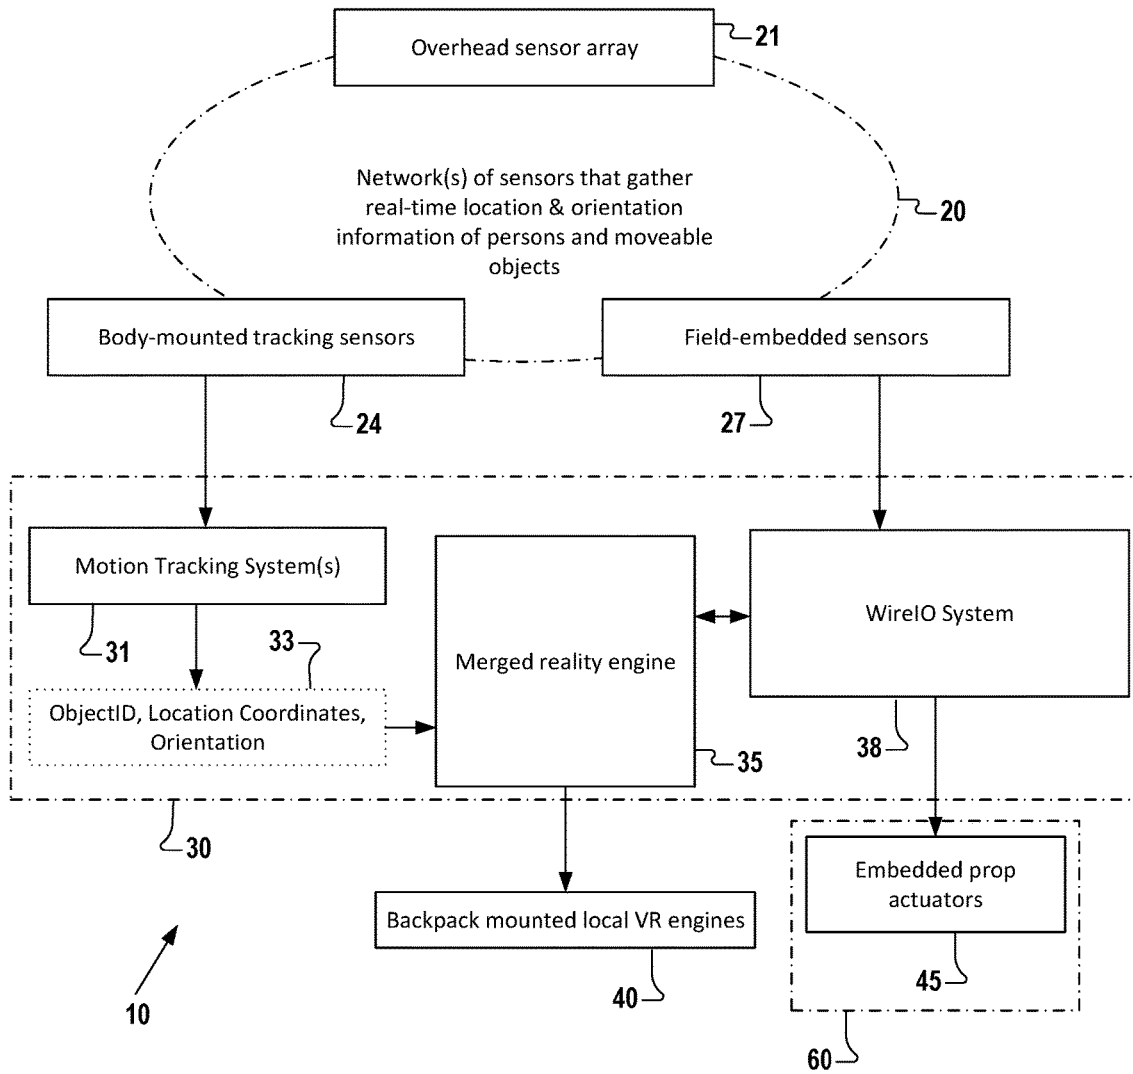 Overhead sensor array
21
Network(s) of sensors that gather
real-time location & orientation
information of persons and moveable
objects
20
Body-mounted tracking sensors
Field-embedded sensors
24
27
Motion Tracking System(s)
31
33
ObjectID, Location Coordinates,
Orientation
Merged reality engine
35
WireIO System
38
30
Backpack mounted local VR engines
40
Embedded prop
actuators
45
60
10